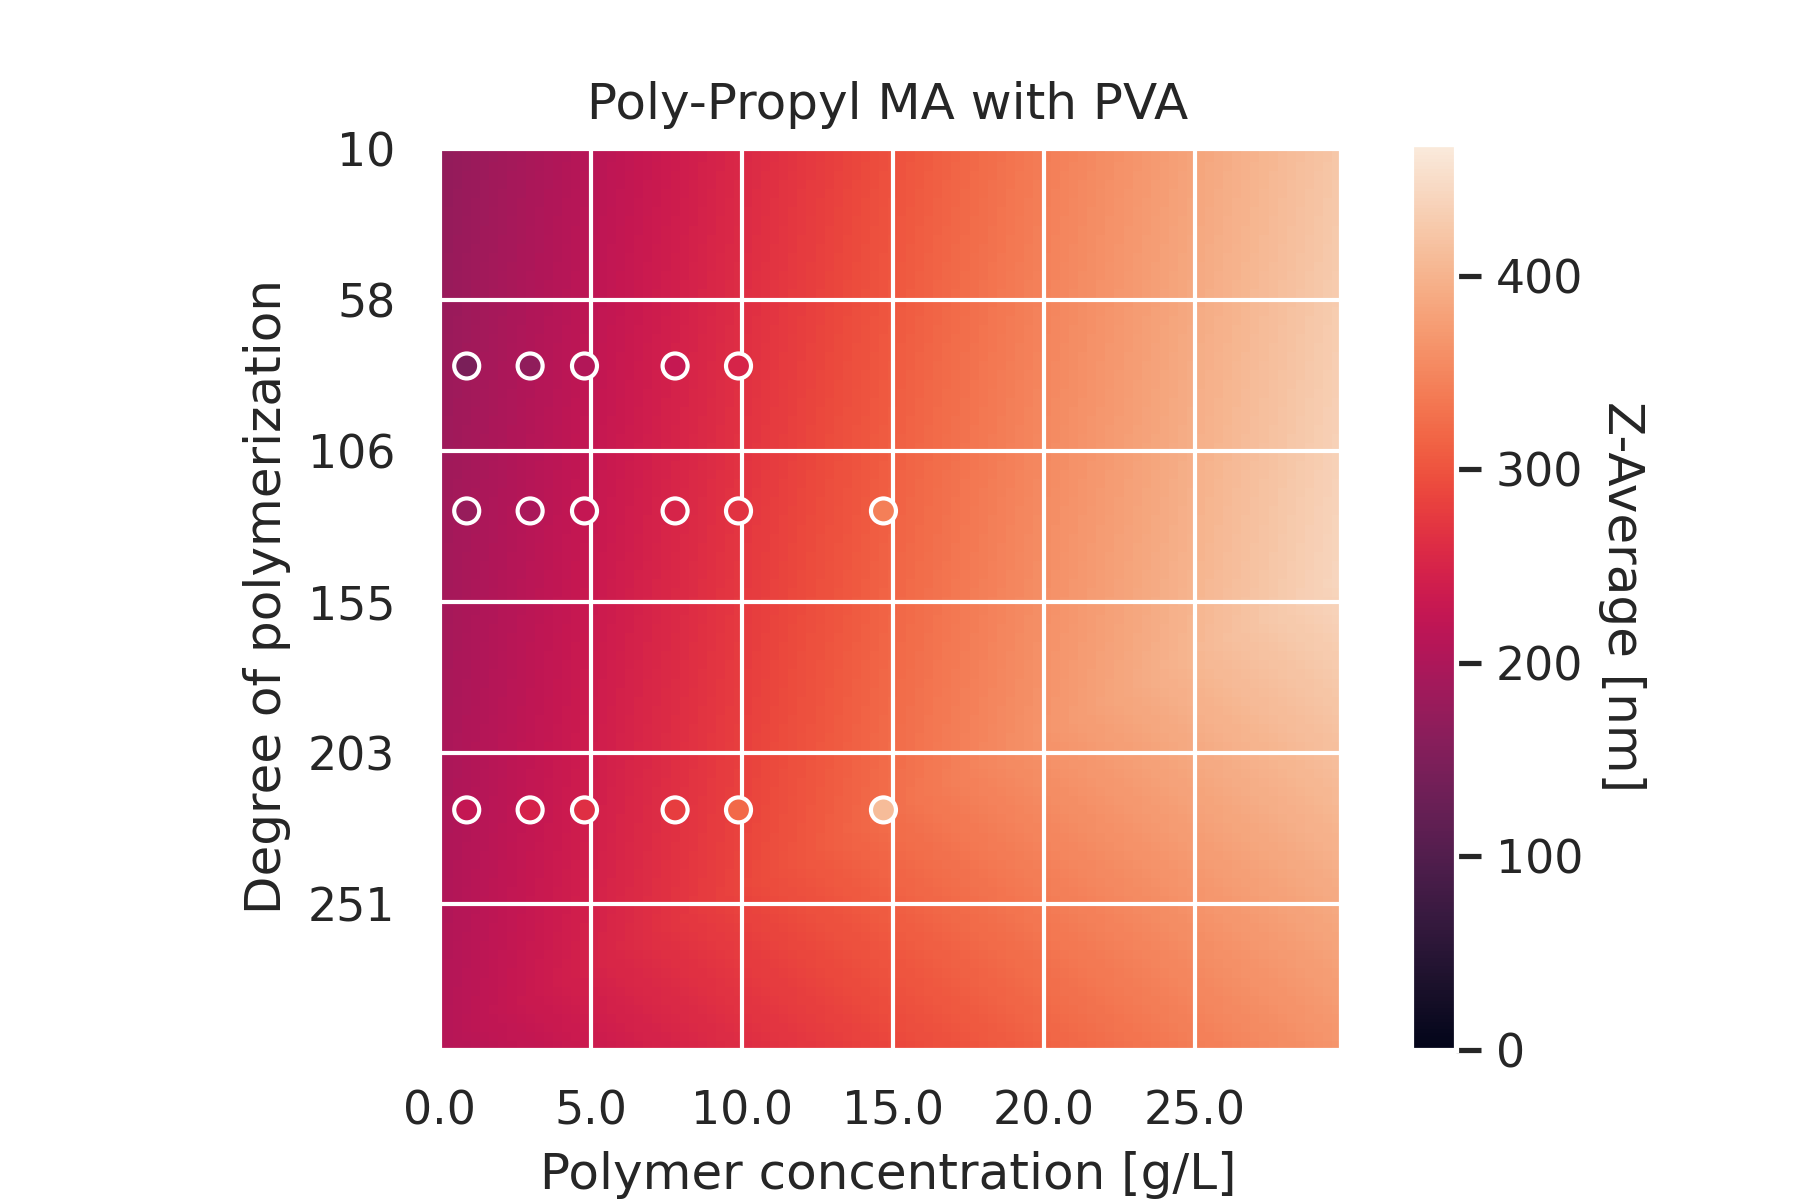 Poly-Propyl MA with PVA
10
58
106
155
203
251
Degree of polymerization
0.0 5.0 10.0 15.0 20.0 25.0
Polymer concentration [g/L]
400
300
200
100
0
Z-Average [nm]